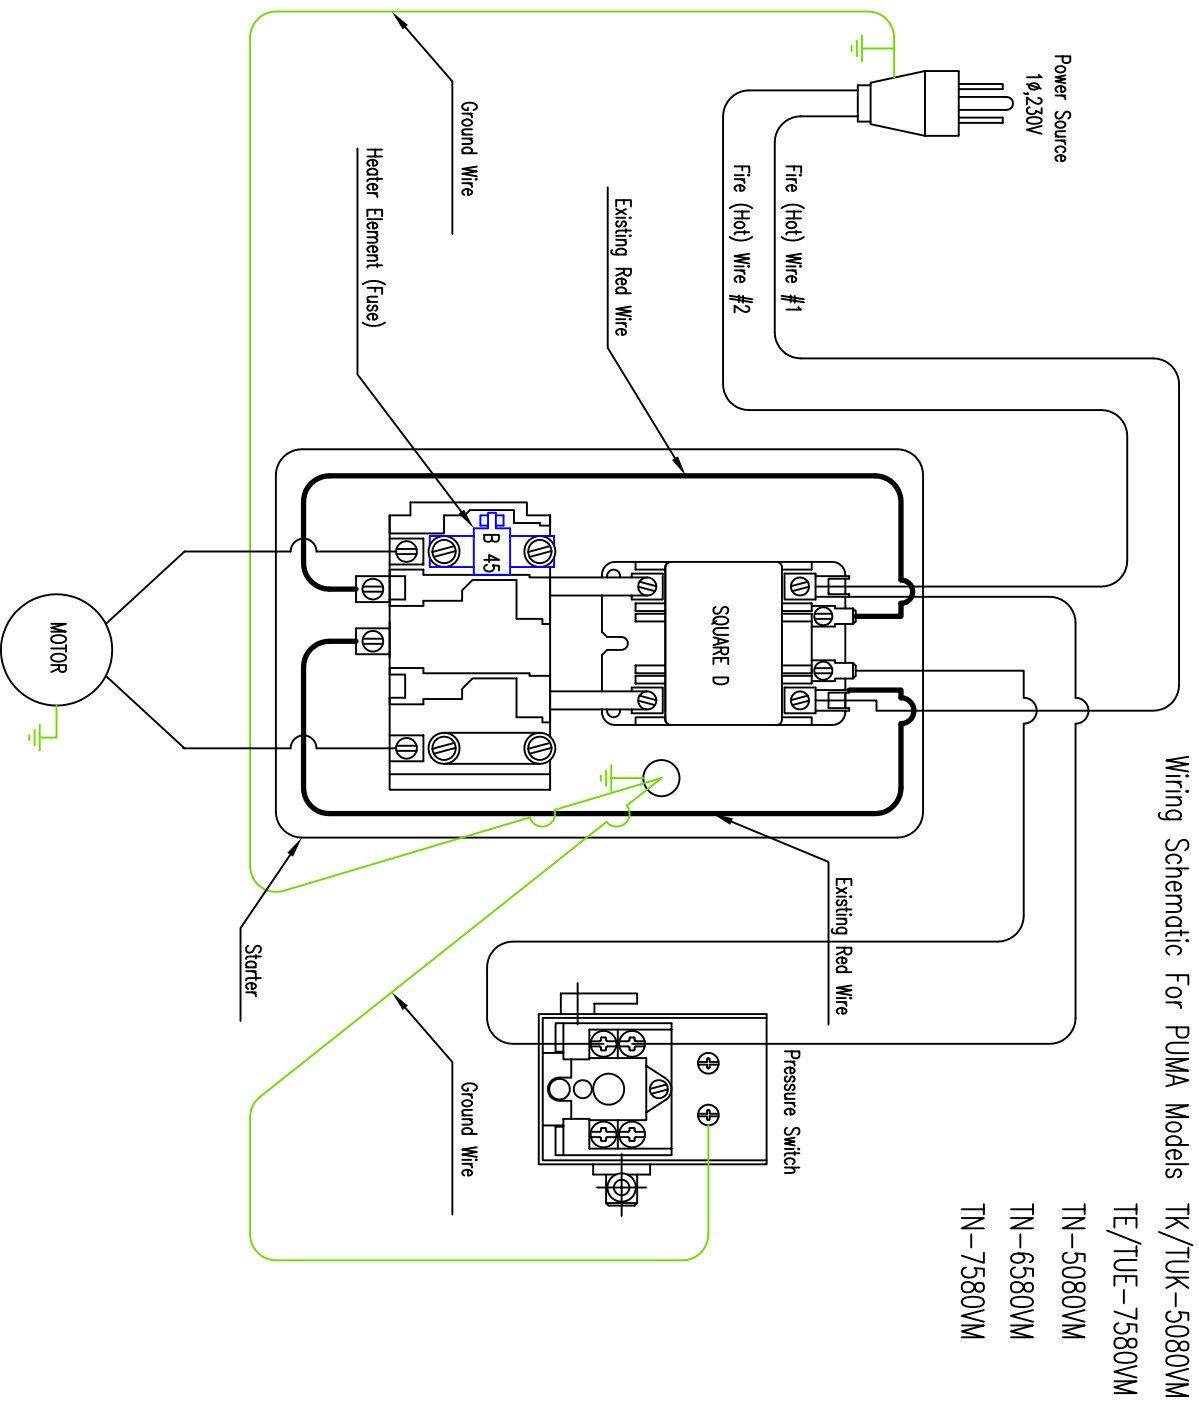 Wiring Schematic For PUMA Models TK/TUK-5080VM
TE/TUE-7580VM
TN-5080VM
TN-6580VM
TN-7580VM
Power Source
1Ø,230V
Fire (Hot) Wire #1
Fire (Hot) Wire #2
Existing Red Wire
Ground Wire
Heater Element (Fuse)
SQUARE D
B 45
MOTOR
Existing Red Wire
Pressure Switch
Starter
Ground Wire